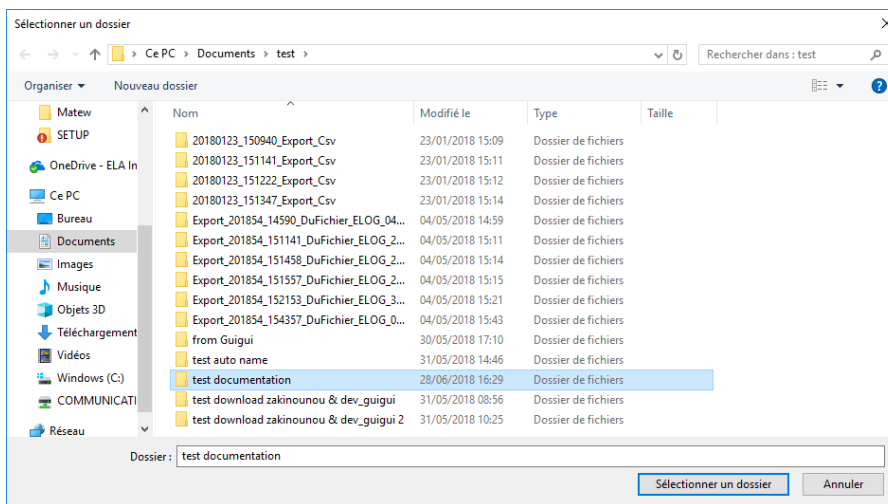 Sélectionner un dossier
Ce PC > Documents > test >
Rechercher dans : test
Organiser
Nouveau dossier
Matew
SETUP
OneDrive - ELA In
Ce PC
Bureau
Documents
Images
Musique
Objets 3D
Téléchargement
Vidéos
Windows (C:)
COMMUNICATI
Réseau
Nom Modifié le Type Taille
20180123_150940_Export_Csv 23/01/2018 15:09 Dossier de fichiers
20180123_151141_Export_Csv 23/01/2018 15:11 Dossier de fichiers
20180123_151222_Export_Csv 23/01/2018 15:12 Dossier de fichiers
20180123_151347_Export_Csv 23/01/2018 15:14 Dossier de fichiers
Export_201854_14590_DuFichier_ELOG_04... 04/05/2018 14:59 Dossier de fichiers
Export_201854_151141_DuFichier_ELOG_2... 04/05/2018 15:11 Dossier de fichiers
Export_201854_151458_DuFichier_ELOG_2... 04/05/2018 15:14 Dossier de fichiers
Export_201854_151557_DuFichier_ELOG_2... 04/05/2018 15:15 Dossier de fichiers
Export_201854_152153_DuFichier_ELOG_3... 04/05/2018 15:21 Dossier de fichiers
Export_201854_154357_DuFichier_ELOG_0... 04/05/2018 15:43 Dossier de fichiers
from Guigui 30/05/2018 17:10 Dossier de fichiers
test auto name 31/05/2018 14:46 Dossier de fichiers
test documentation 28/06/2018 16:29 Dossier de fichiers
test download zakinounou & dev_guigui 31/05/2018 08:56 Dossier de fichiers
test download zakinounou & dev_guigui 2 31/05/2018 10:25 Dossier de fichiers
Dossier : test documentation
Sélectionner un dossier
Annuler